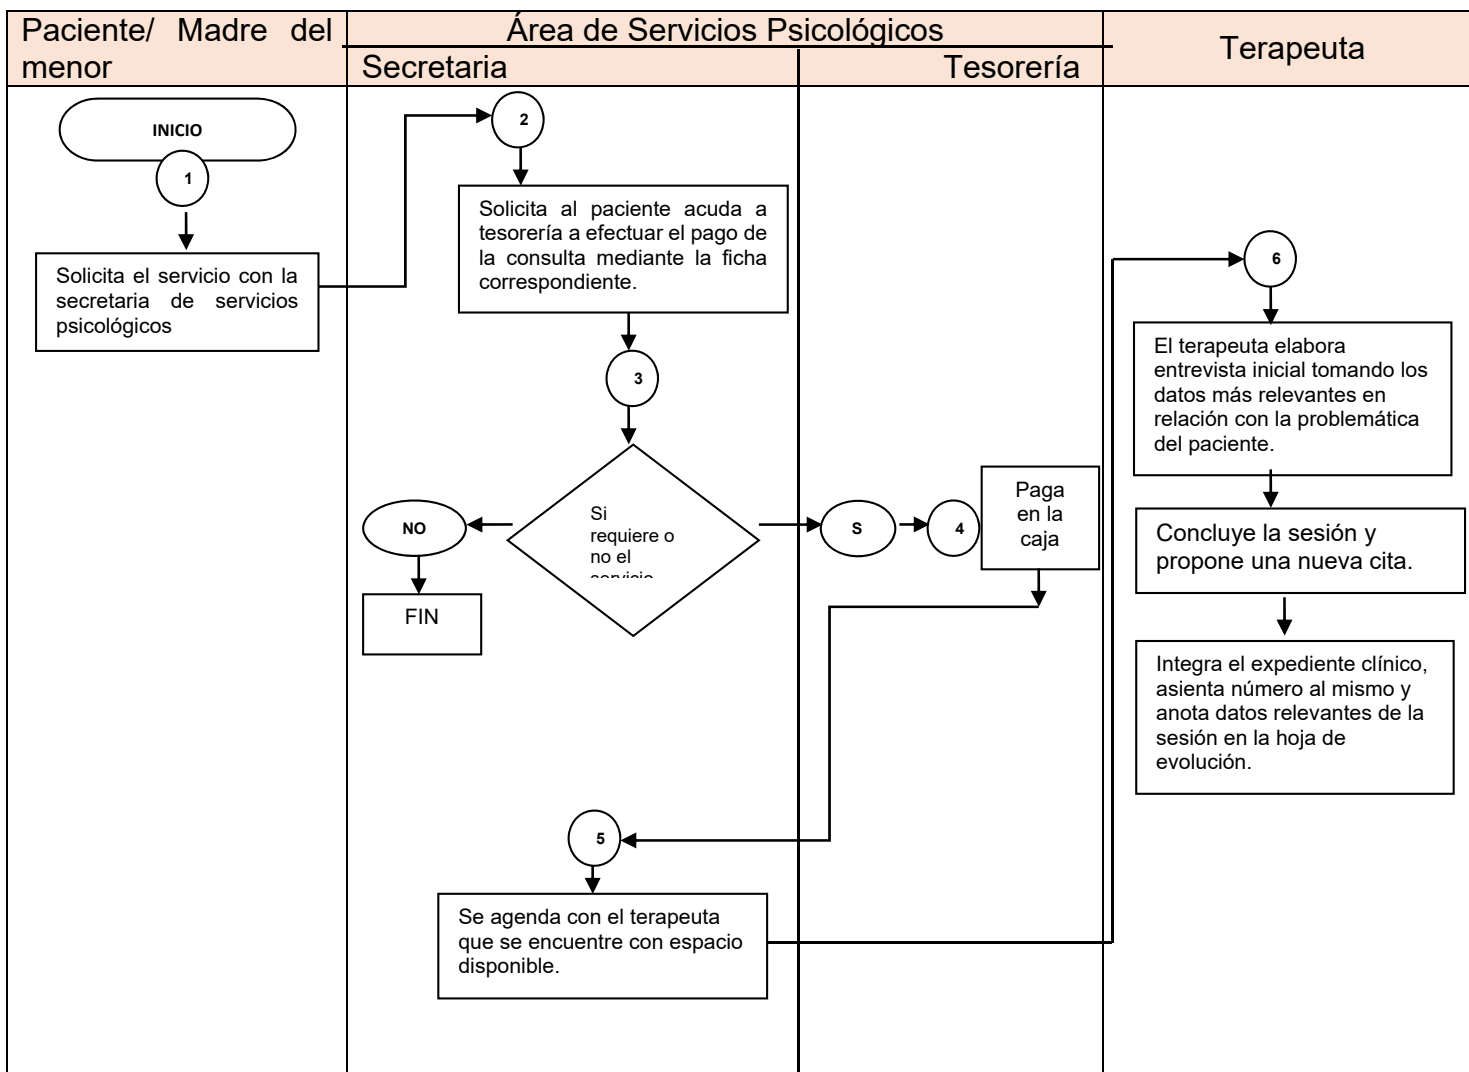 Paciente/ Madre del
menor
Área de Servicios Psicológicos
Secretaria
Tesorería
Terapeuta
INICIO
1
Solicita el servicio con la
secretaria de servicios
psicológicos
2
Solicita al paciente acuda a
tesorería a efectuar el pago de
la consulta mediante la ficha
correspondiente.
3
Si
requiere o
no el
servicio
NO
FIN
S
4
Paga
en la
caja
5
Se agenda con el terapeuta
que se encuentre con espacio
disponible.
6
El terapeuta elabora
entrevista inicial tomando los
datos más relevantes en
relación con la problemática
del paciente.
Concluye la sesión y
propone una nueva cita.
Integra el expediente clínico,
asienta número al mismo y
anota datos relevantes de la
sesión en la hoja de
evolución.